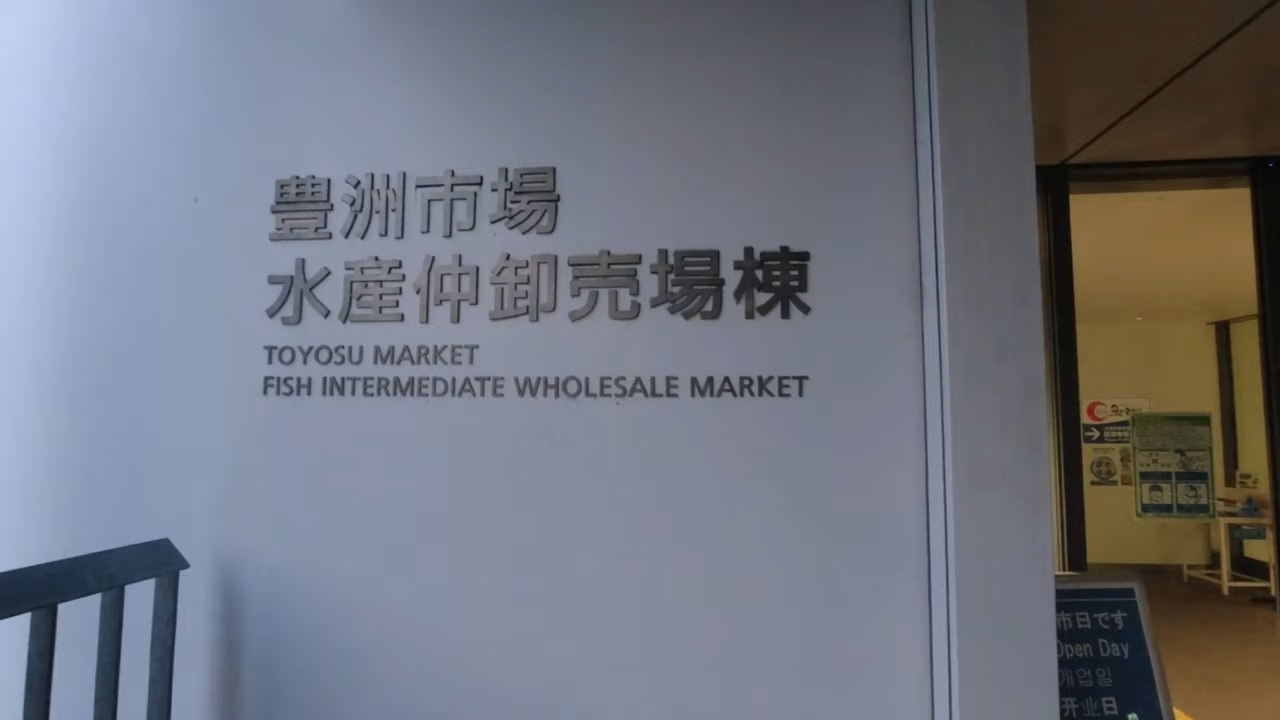 豊洲市場
水産仲卸売場棟
TOYOSU MARKET
FISH INTERMEDIATE WHOLESALE MARKET
市日です
Open Day
개업일
开业日